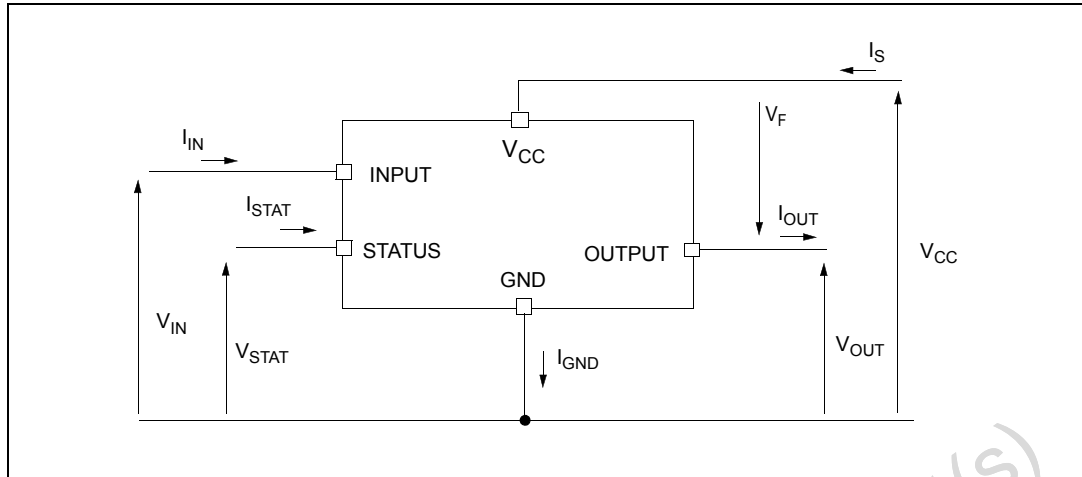 I_S
V_F
I_IN
V_CC
INPUT
I_STAT
I_OUT
STATUS
OUTPUT
V_CC
GND
V_IN
V_STAT
I_GND
V_OUT